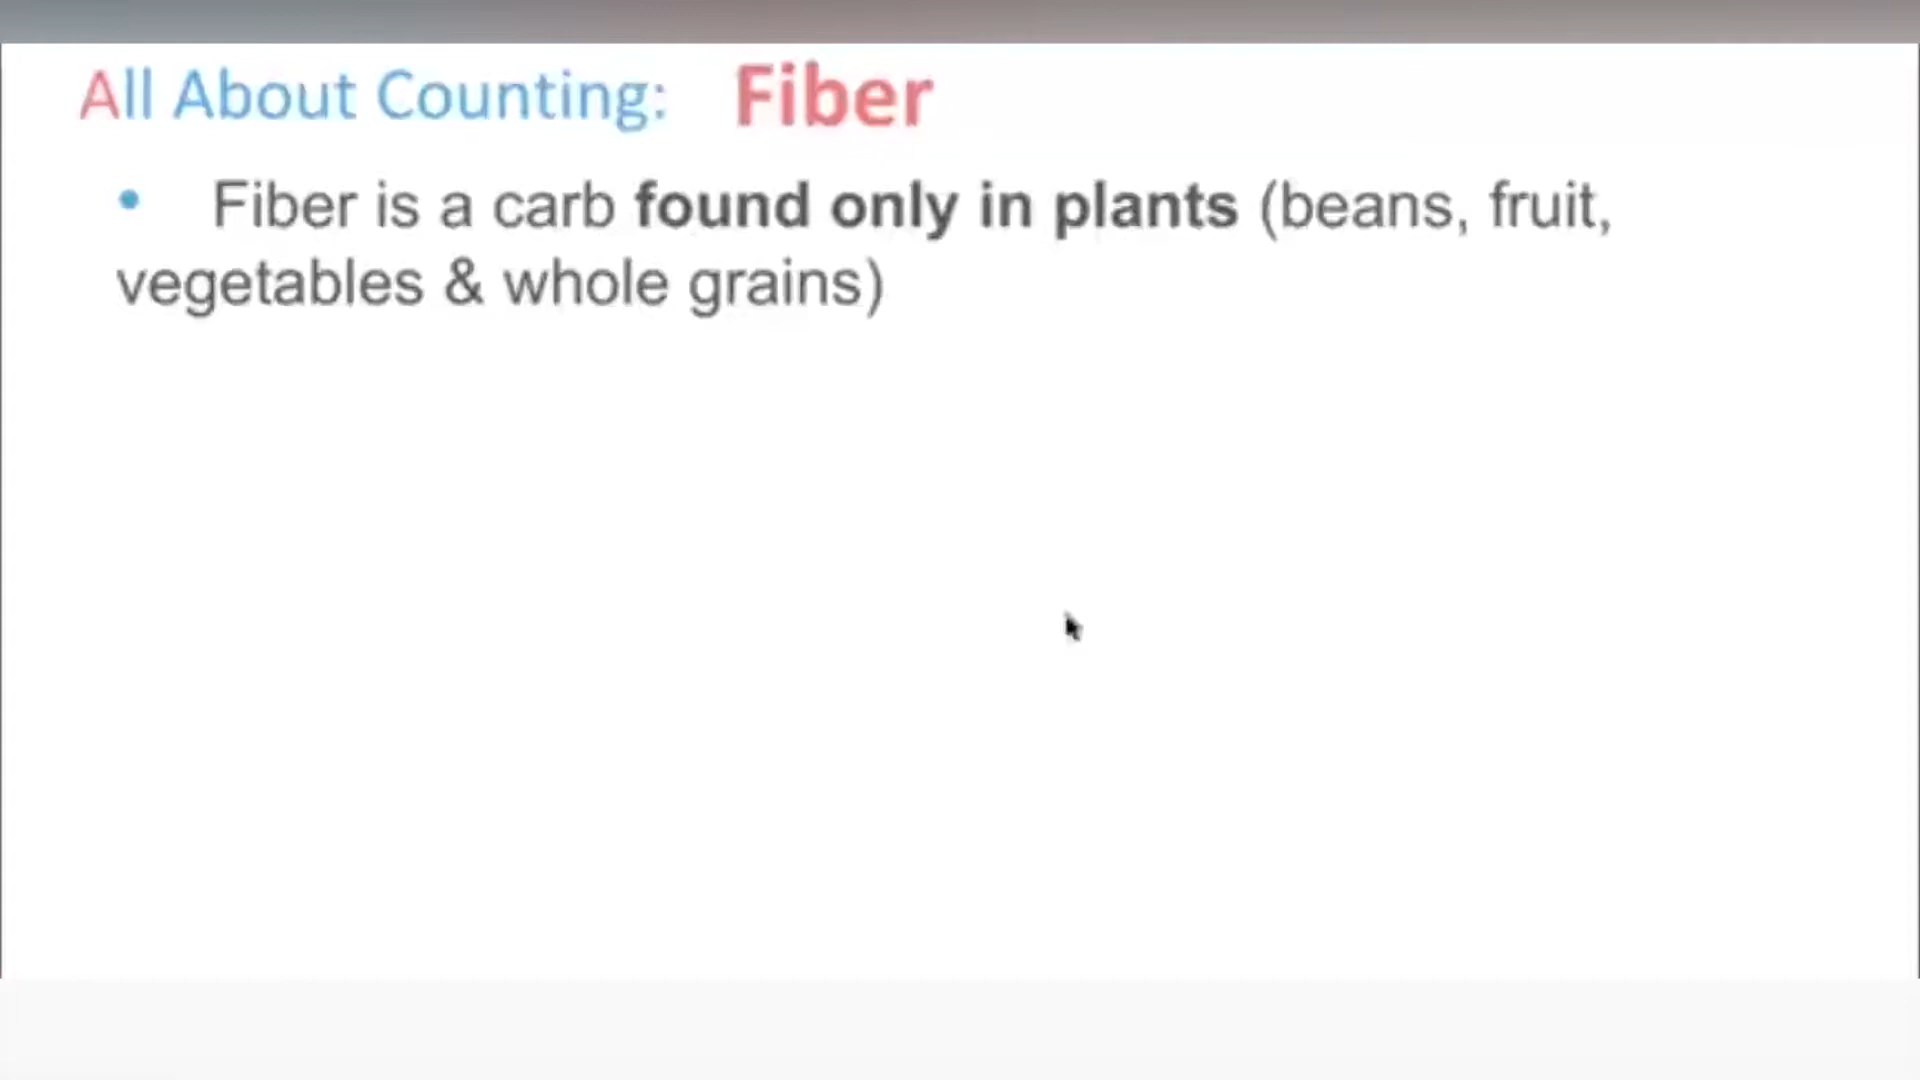 All About Counting: Fiber
• Fiber is a carb found only in plants (beans, fruit,
vegetables & whole grains)